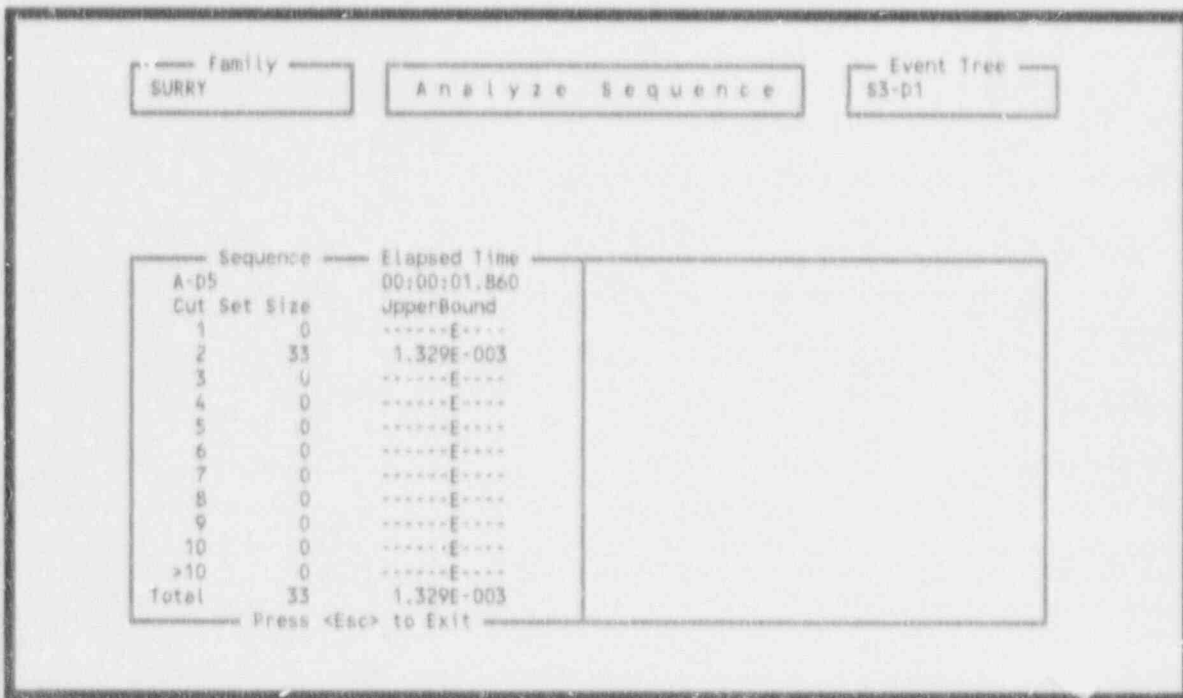 Family
SURRY
Analyze Sequence
Event Tree
S3-D1
Sequence Elapsed Time
A-D5 00:00:01.860
Cut Set Size UpperBound
1 0 ------E----
2 33 1.329E-003
3 0 ------E----
4 0 ------E----
5 0 ------E----
6 0 ------E----
7 0 ------E----
8 0 ------E----
9 0 ------E----
10 0 ------E----
>10 0 ------E----
Total 33 1.329E-003
Press <Esc> to Exit